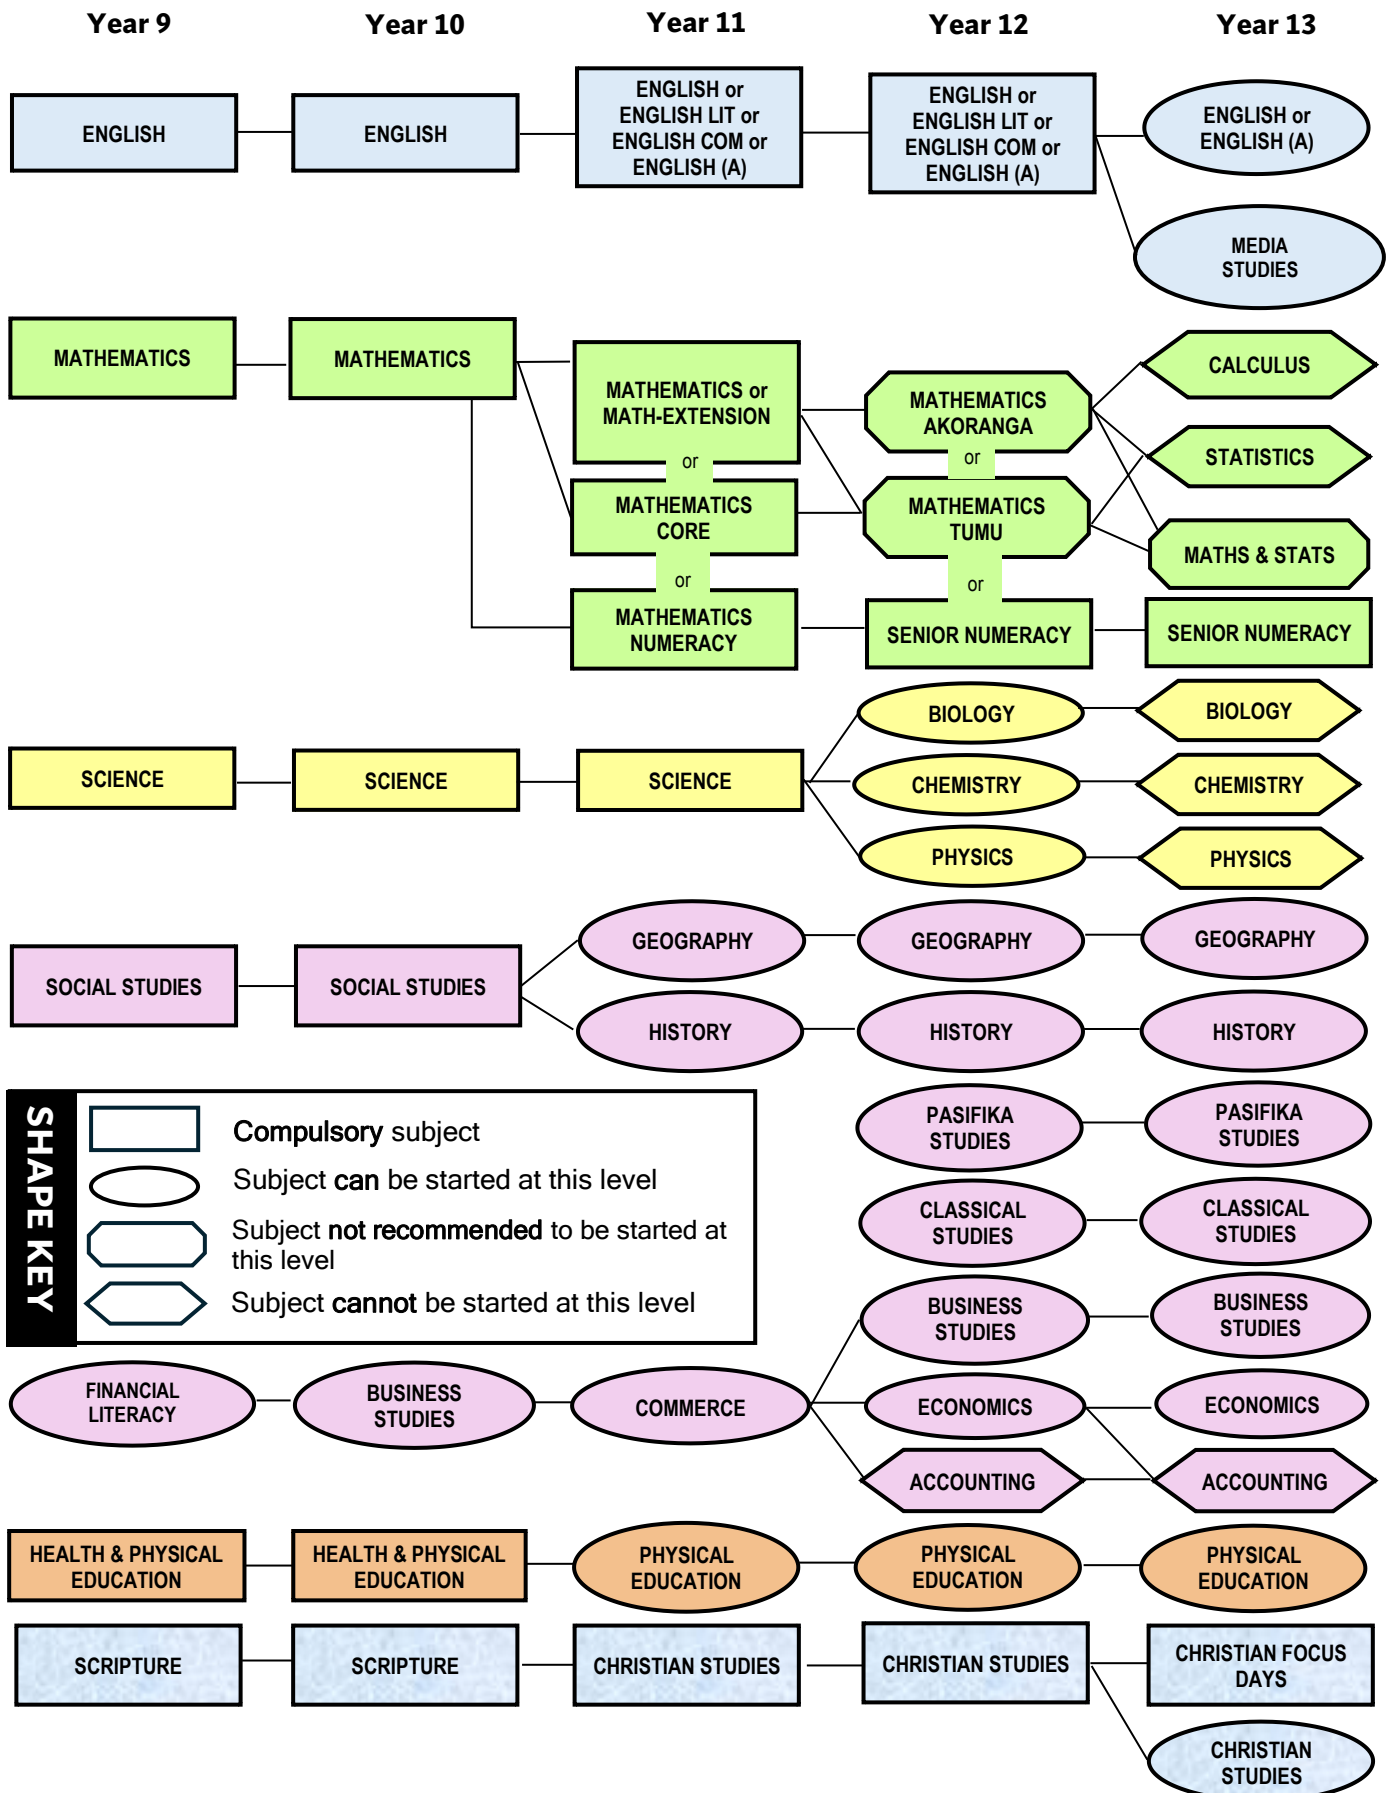 Year 9
Year 10
Year 11
Year 12
Year 13
ENGLISH
ENGLISH
ENGLISH or
ENGLISH LIT or
ENGLISH COM or
ENGLISH (A)
ENGLISH or
ENGLISH LIT or
ENGLISH COM or
ENGLISH (A)
ENGLISH or
ENGLISH (A)
MEDIA
STUDIES
MATHEMATICS
MATHEMATICS
MATHEMATICS or
MATH-EXTENSION
or
MATHEMATICS
CORE
or
MATHEMATICS
NUMERACY
MATHEMATICS
AKORANGA
or
MATHEMATICS
TUMU
or
SENIOR NUMERACY
CALCULUS
STATISTICS
MATHS & STATS
SENIOR NUMERACY
SCIENCE
SCIENCE
SCIENCE
BIOLOGY
CHEMISTRY
PHYSICS
BIOLOGY
CHEMISTRY
PHYSICS
SOCIAL STUDIES
SOCIAL STUDIES
GEOGRAPHY
HISTORY
GEOGRAPHY
HISTORY
GEOGRAPHY
HISTORY
PASIFIKA
STUDIES
PASIFIKA
STUDIES
CLASSICAL
STUDIES
CLASSICAL
STUDIES
SHAPE KEY
Compulsory subject
Subject can be started at this level
Subject not recommended to be started at
this level
Subject cannot be started at this level
FINANCIAL
LITERACY
BUSINESS
STUDIES
COMMERCE
BUSINESS
STUDIES
ECONOMICS
ACCOUNTING
BUSINESS
STUDIES
ECONOMICS
ACCOUNTING
HEALTH & PHYSICAL
EDUCATION
HEALTH & PHYSICAL
EDUCATION
PHYSICAL
EDUCATION
PHYSICAL
EDUCATION
PHYSICAL
EDUCATION
SCRIPTURE
SCRIPTURE
CHRISTIAN STUDIES
CHRISTIAN STUDIES
CHRISTIAN FOCUS
DAYS
CHRISTIAN
STUDIES